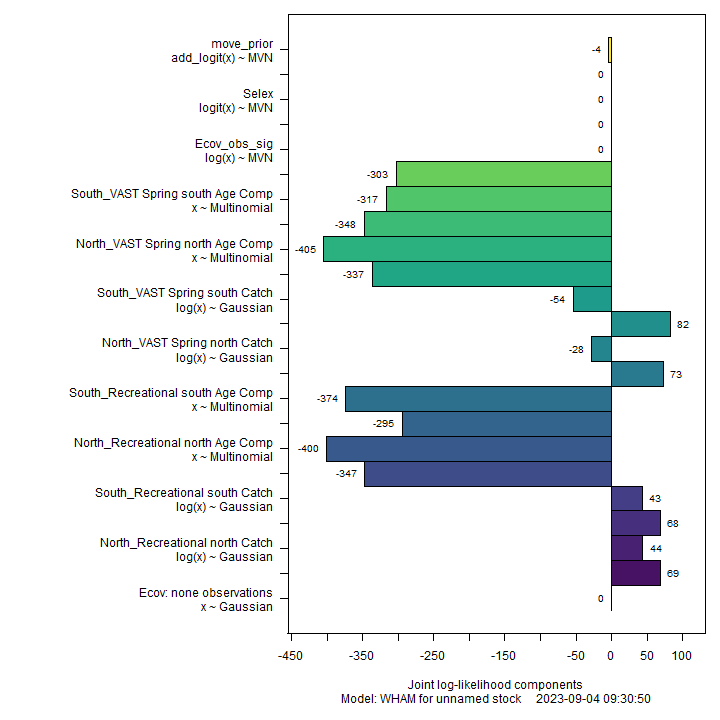 move_prior
add_logit(x) ~ MVN
-4
0
Selex
logit(x) ~ MVN
0
0
Ecov_obs_sig
log(x) ~ MVN
0
-303
South_VAST Spring south Age Comp
x ~ Multinomial
-317
-348
North_VAST Spring north Age Comp
x ~ Multinomial
-405
-337
South_VAST Spring south Catch
log(x) ~ Gaussian
-54
82
North_VAST Spring north Catch
log(x) ~ Gaussian
-28
73
South_Recreational south Age Comp
x ~ Multinomial
-374
-295
North_Recreational north Age Comp
x ~ Multinomial
-400
-347
South_Recreational south Catch
log(x) ~ Gaussian
43
68
North_Recreational north Catch
log(x) ~ Gaussian
44
69
Ecov: none observations
x ~ Gaussian
0
-450 -350 -250 -150 -50 0 50 100
Joint log-likelihood components
Model: WHAM for unnamed stock 2023-09-04 09:30:50